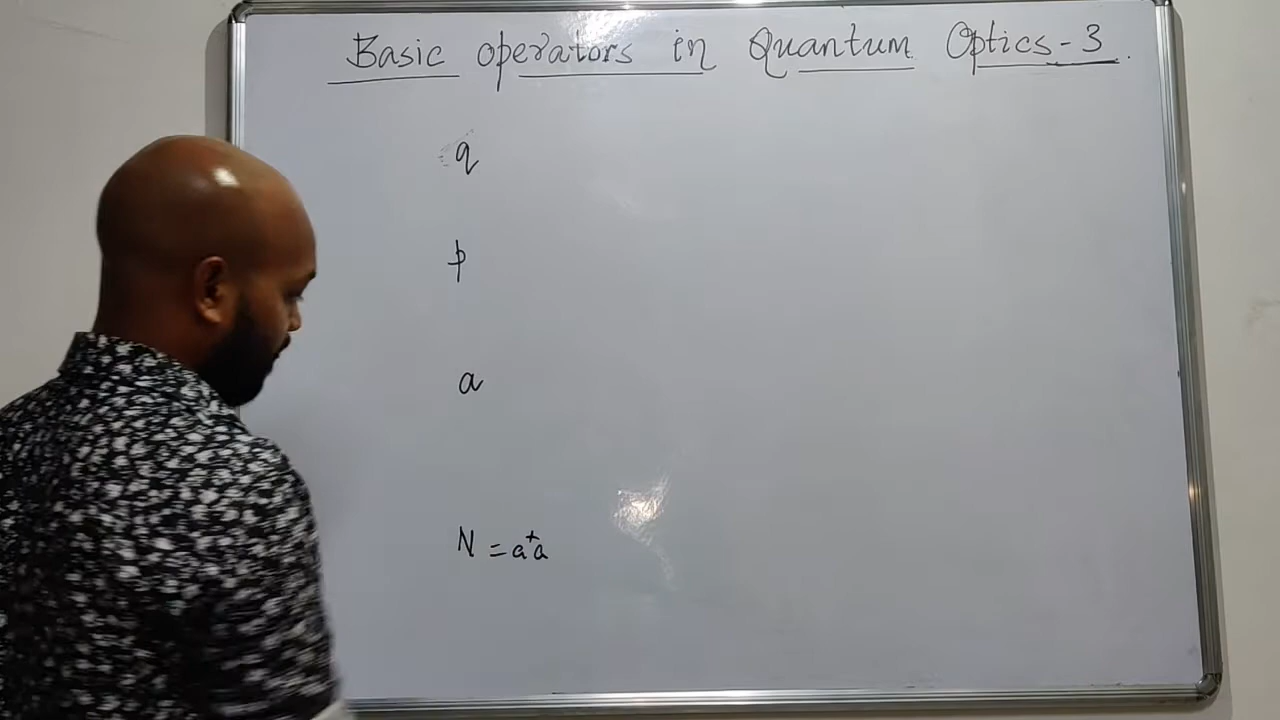 Basic operators in Quantum Optics - 3.
q
p
a
N = a⁺a